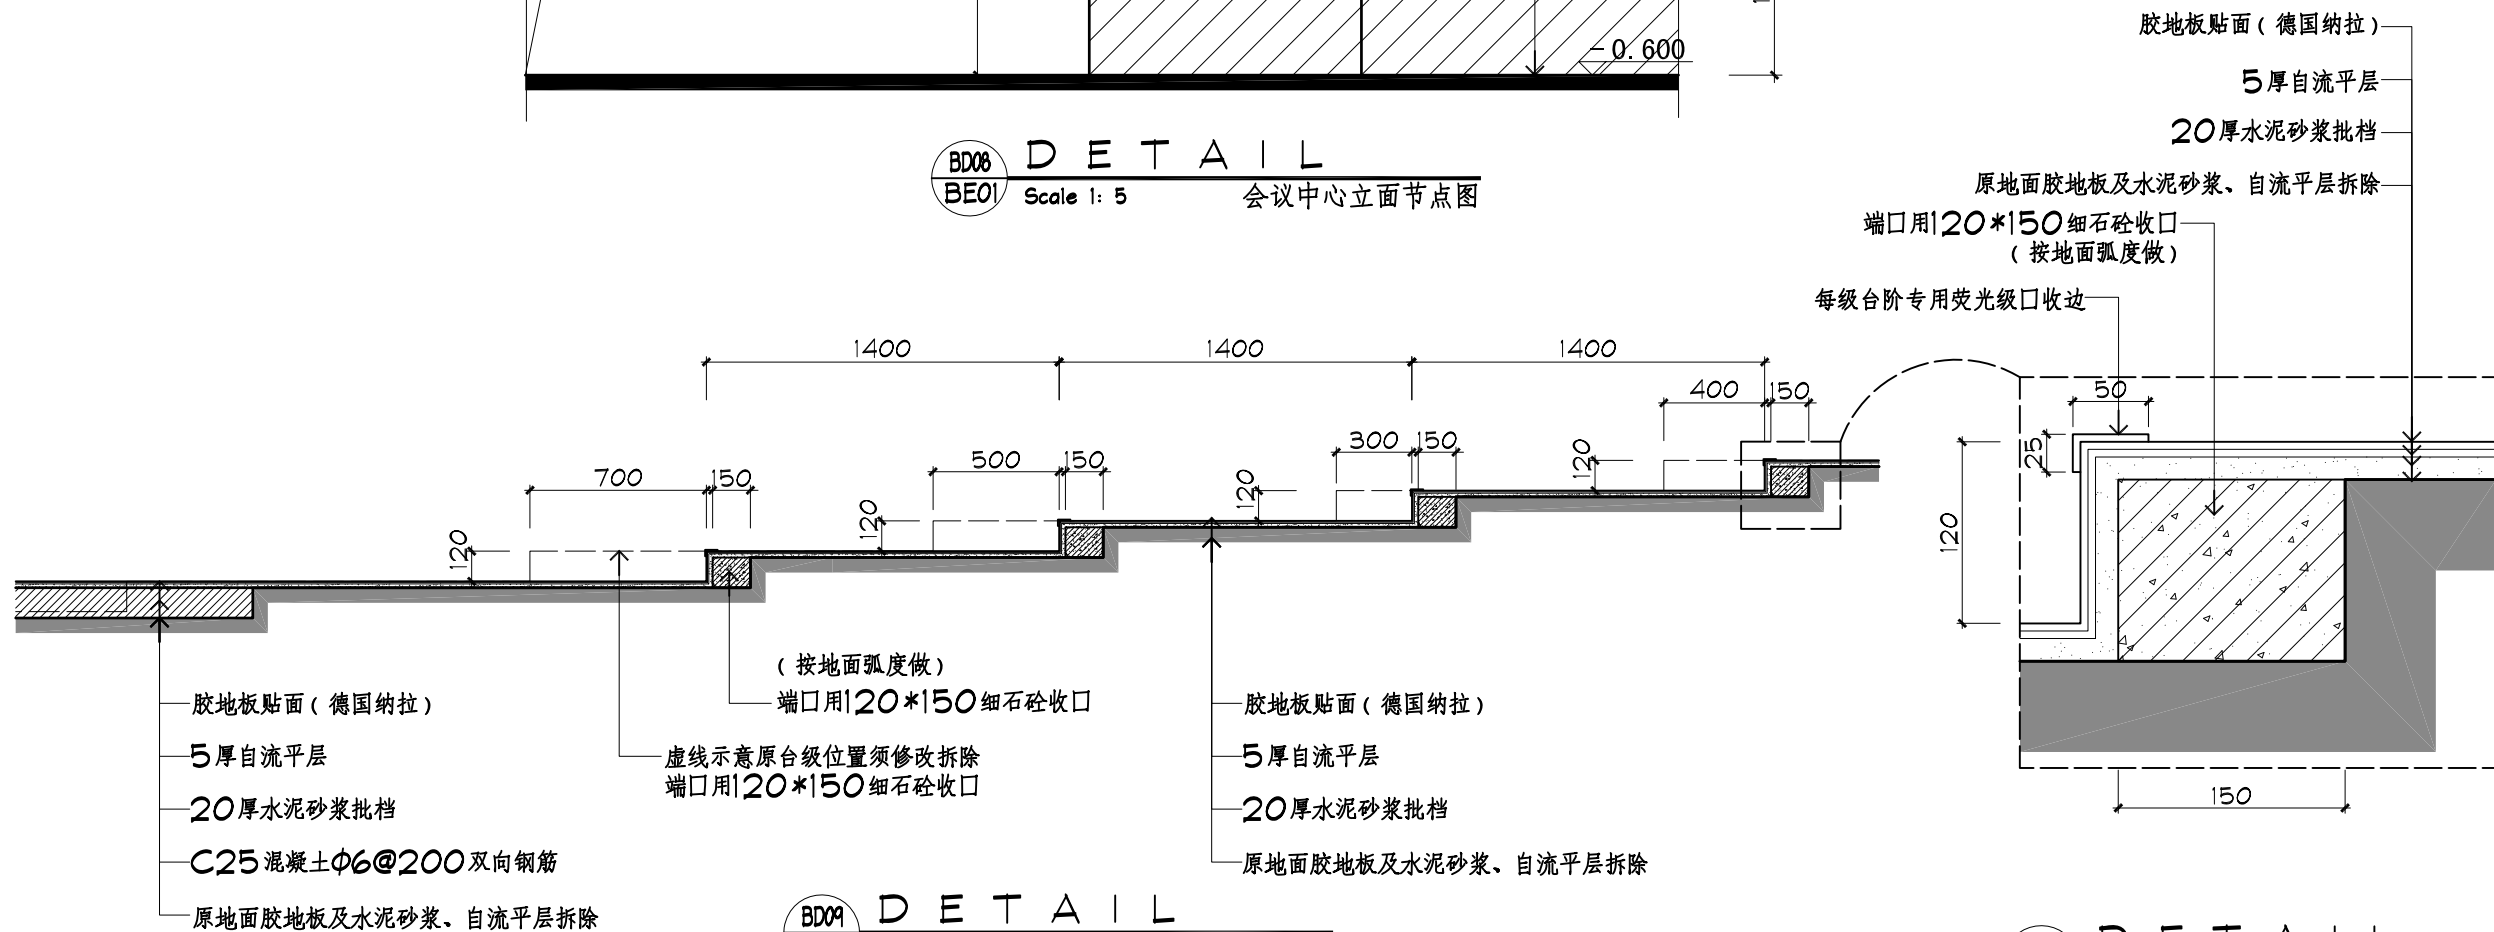 -0.600
BD08
BE01
DETAIL
Scale 1: 5
会议中心立面节点图
胶地板贴面(德国纳拉)
5厚自流平层
20厚水泥砂浆批档
原地面胶地板及水泥砂浆、自流平层拆除
端口用120*150细石砼收口
(按地面弧度做)
每级台阶专用荧光级口收边
1400
1400
1400
400
150
300
150
500
150
700
150
120
120
120
120
50
25
120
150
(按地面弧度做)
端口用120*150细石砼收口
虚线示意原台级位置须修改拆除
端口用120*150细石砼收口
胶地板贴面(德国纳拉)
5厚自流平层
20厚水泥砂浆批档
C25混凝土φ6@200双向钢筋
原地面胶地板及水泥砂浆、自流平层拆除
胶地板贴面(德国纳拉)
5厚自流平层
20厚水泥砂浆批档
原地面胶地板及水泥砂浆、自流平层拆除
BD09
DETAIL